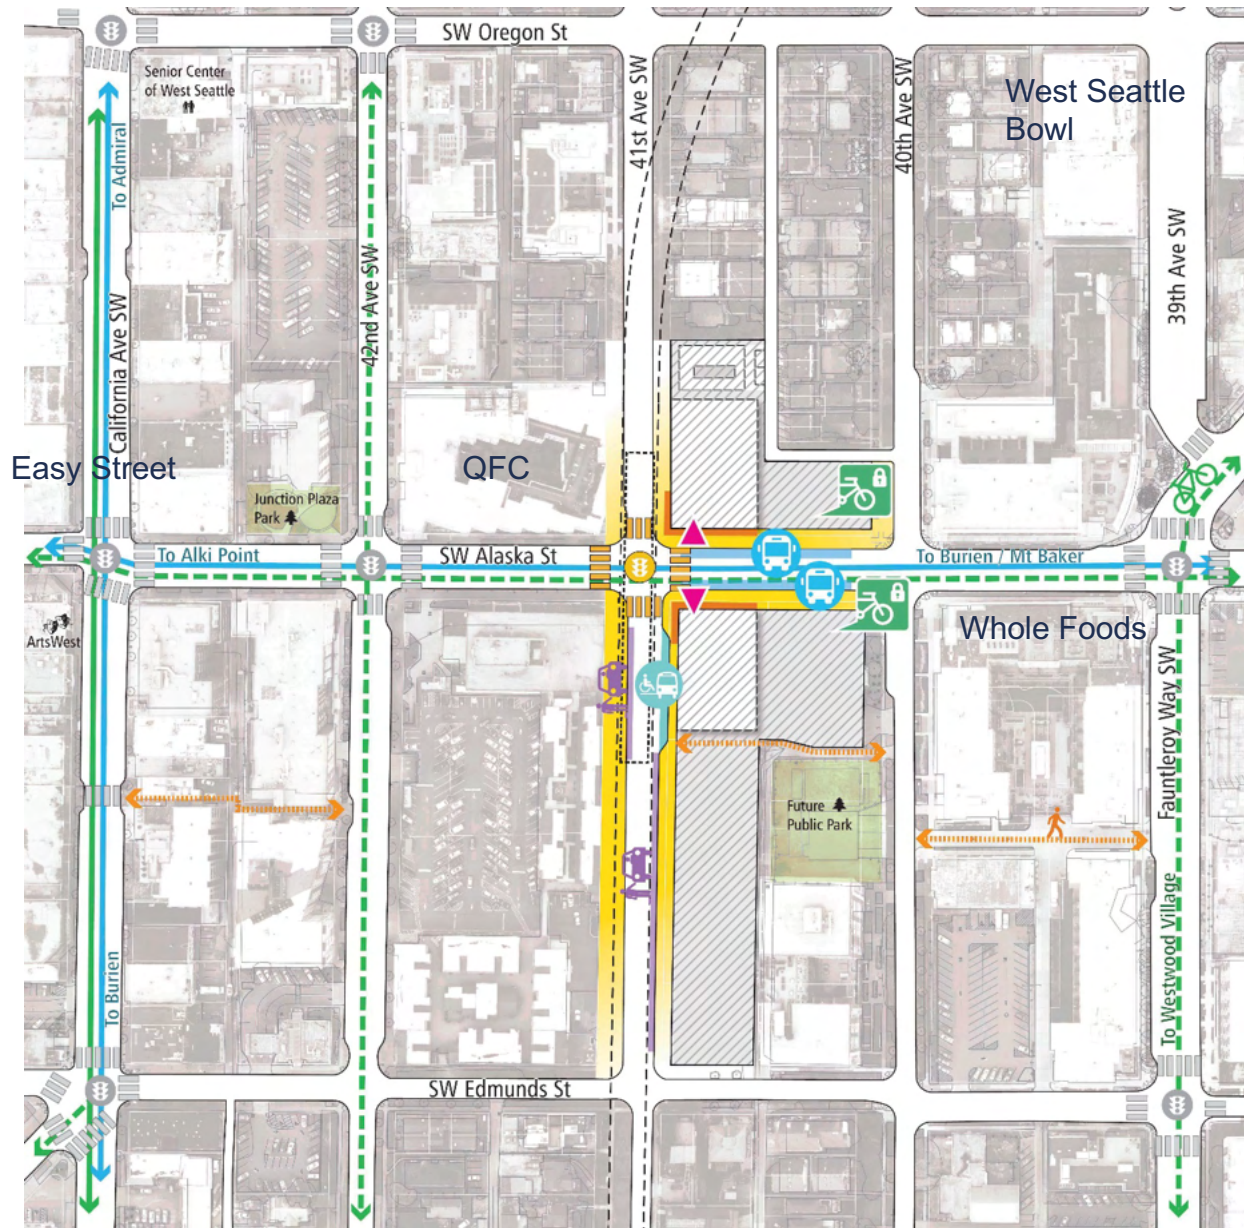 SW Oregon St
Senior Center
of West Seattle
41st Ave SW
40th Ave SW
West Seattle
Bowl
To Admiral
California Ave SW
42nd Ave SW
39th Ave SW
Easy Street
QFC
Junction Plaza
Park
To Alki Point
SW Alaska St
To Burien / Mt Baker
ArtsWest
Whole Foods
Fauntleroy Way SW
Future
Public Park
To Burien
To Westwood Village
SW Edmunds St